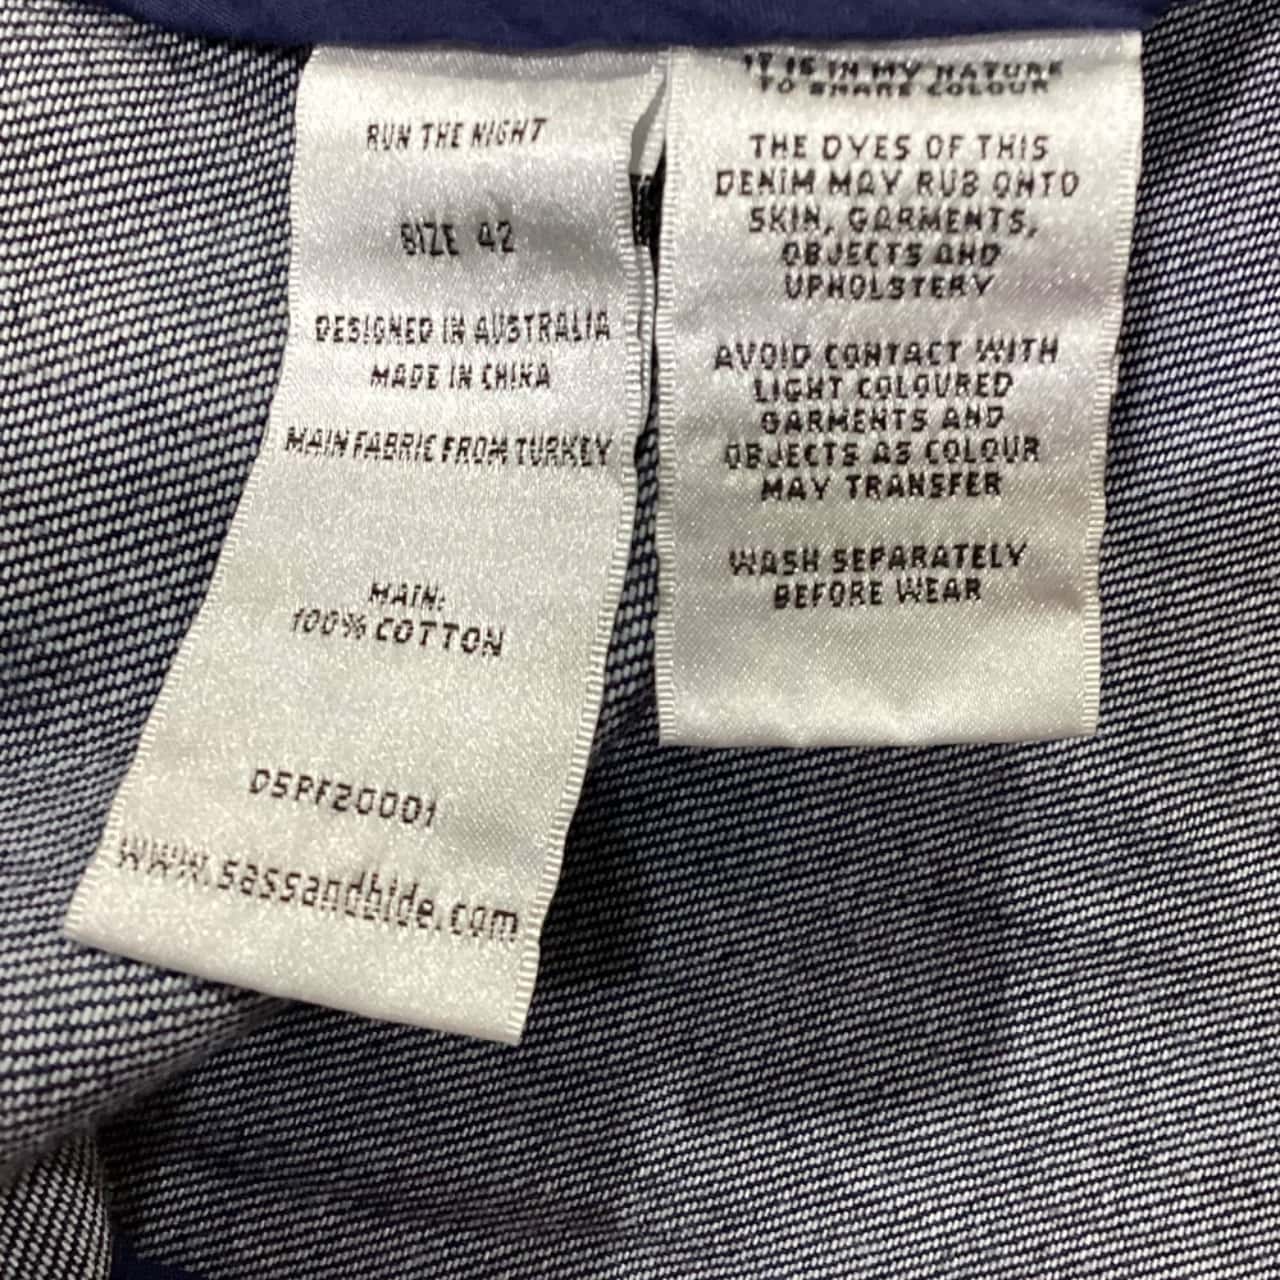 RUN THE NIGHT
SIZE 42
DESIGNED IN AUSTRALIA
MADE IN CHINA
MAIN FABRIC FROM TURKEY
MAIN:
100% COTTON
DSPF20001
www.sassandbide.com
IT IS IN MY NATURE
TO SHARE COLOUR
THE DYES OF THIS
DENIM MAY RUB ONTO
SKIN, GARMENTS,
OBJECTS AND
UPHOLSTERY
AVOID CONTACT WITH
LIGHT COLOURED
GARMENTS AND
OBJECTS AS COLOUR
MAY TRANSFER
WASH SEPARATELY
BEFORE WEAR